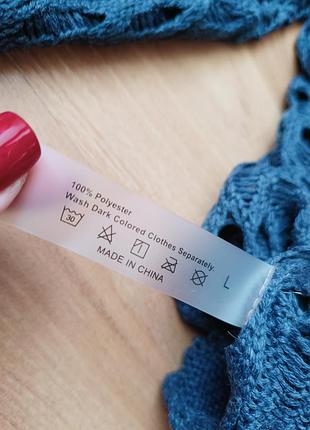 100% Polyester
Wash Dark Colored Clothes Separately.
30
MADE IN CHINA
L